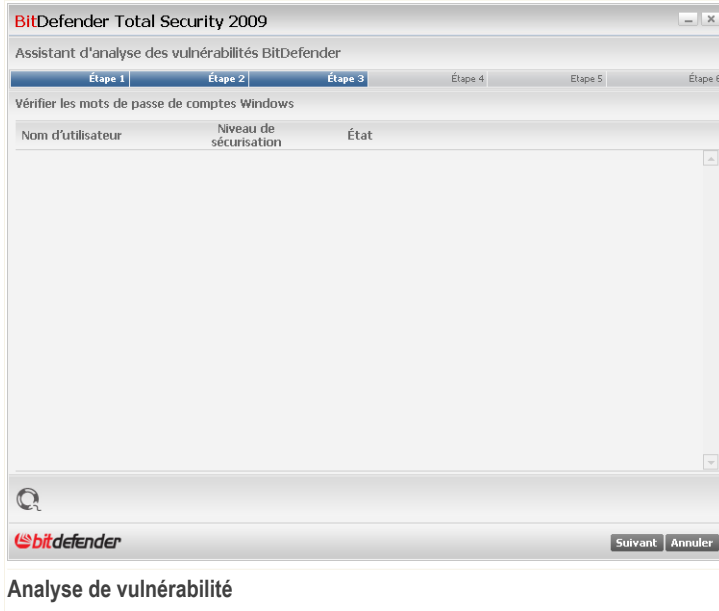 BitDefender Total Security 2009
Assistant d'analyse des vulnérabilités BitDefender
Étape 1 Étape 2 Étape 3 Étape 4 Etape 5 Étape 6
Vérifier les mots de passe de comptes Windows
Nom d'utilisateur Niveau de sécurisation État
bitdefender
Suivant Annuler
Analyse de vulnérabilité